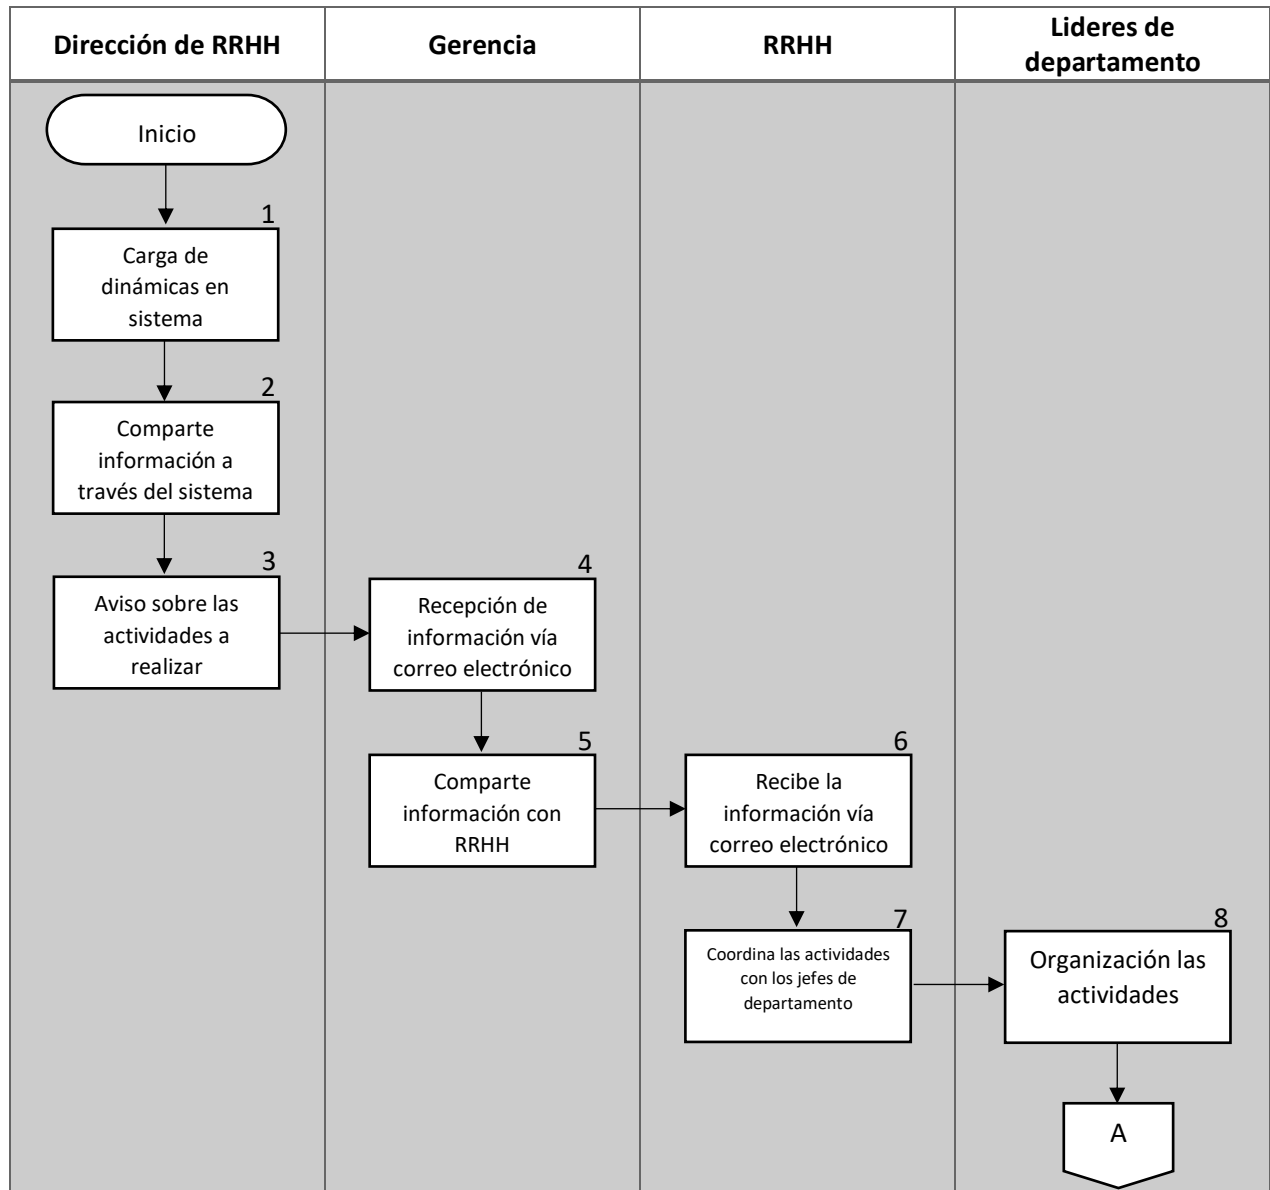 Dirección de RRHH
Gerencia
RRHH
Lideres de
departamento
Inicio
1
Carga de
dinámicas en
sistema
2
Comparte
información a
través del sistema
3
Aviso sobre las
actividades a
realizar
4
Recepción de
información vía
correo electrónico
5
Comparte
información con
RRHH
6
Recibe la
información vía
correo electrónico
7
Coordina las actividades
con los jefes de
departamento
8
Organización las
actividades
A